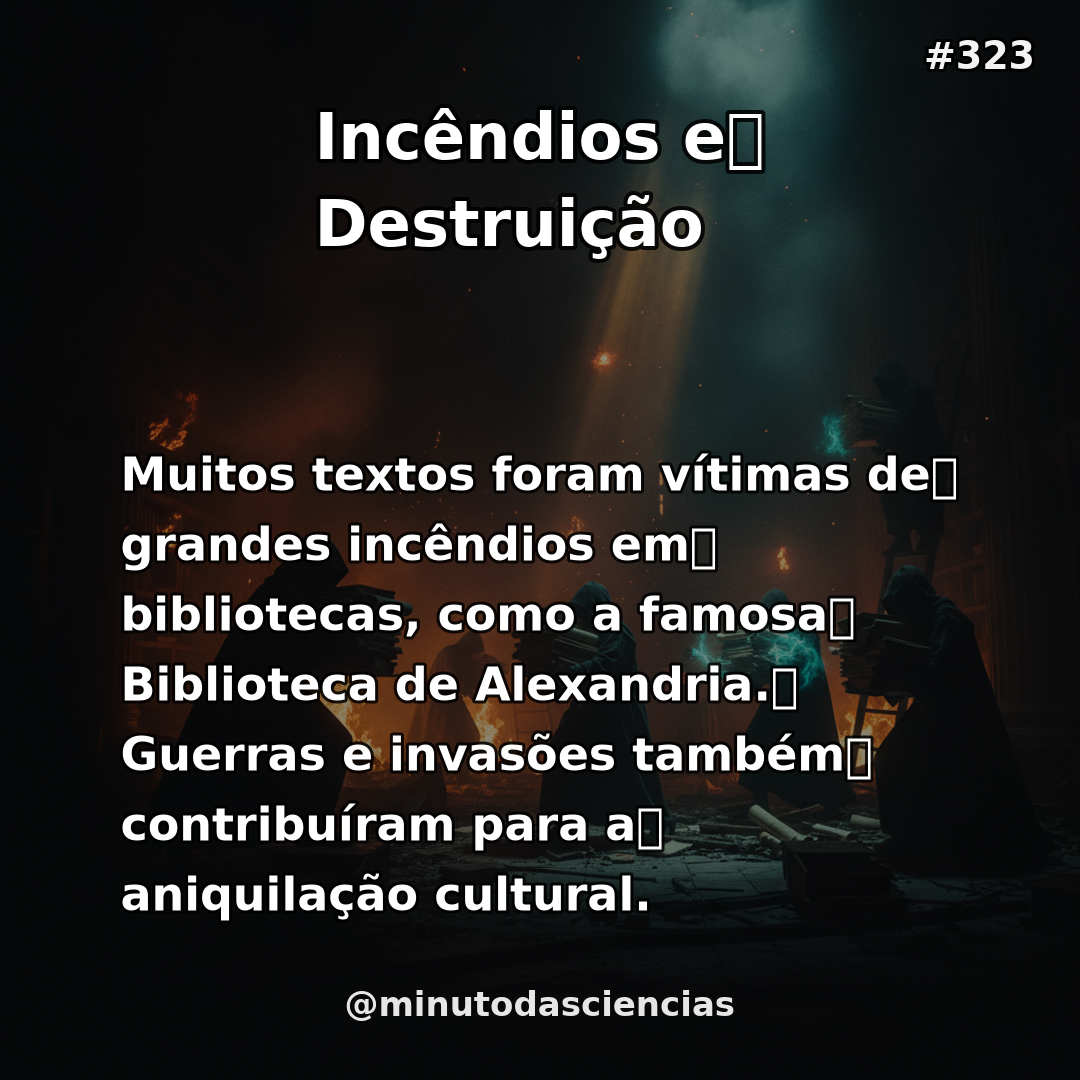 #323
Incêndios e▯
Destruição
Muitos textos foram vítimas de▯
grandes incêndios em▯
bibliotecas, como a famosa▯
Biblioteca de Alexandria.▯
Guerras e invasões também▯
contribuíram para a▯
aniquilação cultural.
@minutodasciencias